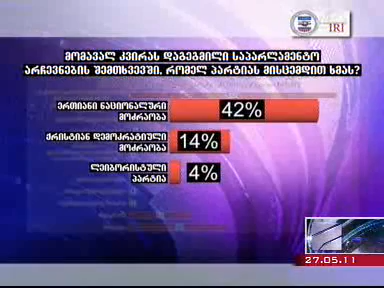 IRI
მომავალ კვირას დაგეგმილი საპარლამენტო
არჩევნების შემთხვევში, რომელ პარტიას მისცემდით ხმას?
ერთიანი ნაციონალური
მოძრაობა
42%
ქრისტიან დემოკრატიული
მოძრაობა
14%
ლეიბორისტული
პარტია
4%
27.05.11